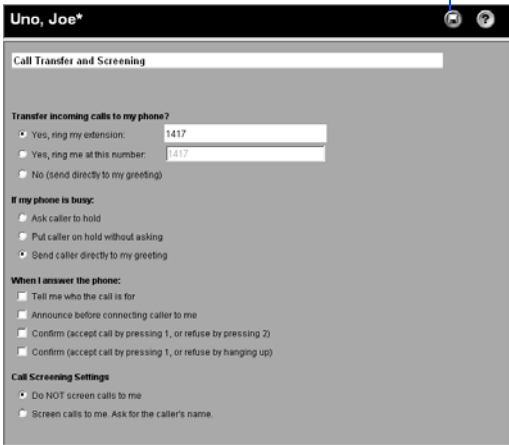 Uno, Joe*
?
Call Transfer and Screening
Transfer incoming calls to my phone?
Yes, ring my extension: 1417
Yes, ring me at this number: 1417
No (send directly to my greeting)
If my phone is busy:
Ask caller to hold
Put caller on hold without asking
Send caller directly to my greeting
When I answer the phone:
Tell me who the call is for
Announce before connecting caller to me
Confirm (accept call by pressing 1, or refuse by pressing 2)
Confirm (accept call by pressing 1, or refuse by hanging up)
Call Screening Settings
Do NOT screen calls to me
Screen calls to me. Ask for the caller's name.